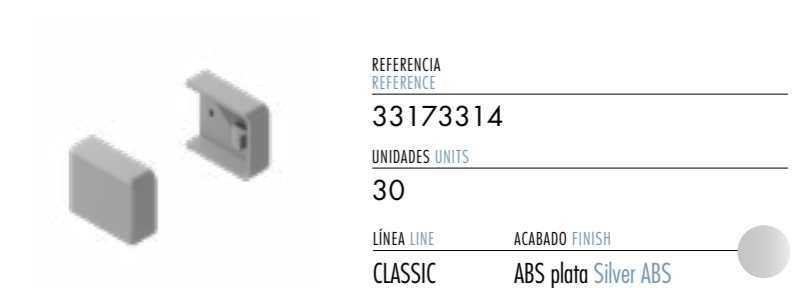 REFERENCIA
REFERENCE
33173314
UNIDADES UNITS
30
LÍNEA LINE
ACABADO FINISH
CLASSIC
ABS plata Silver ABS